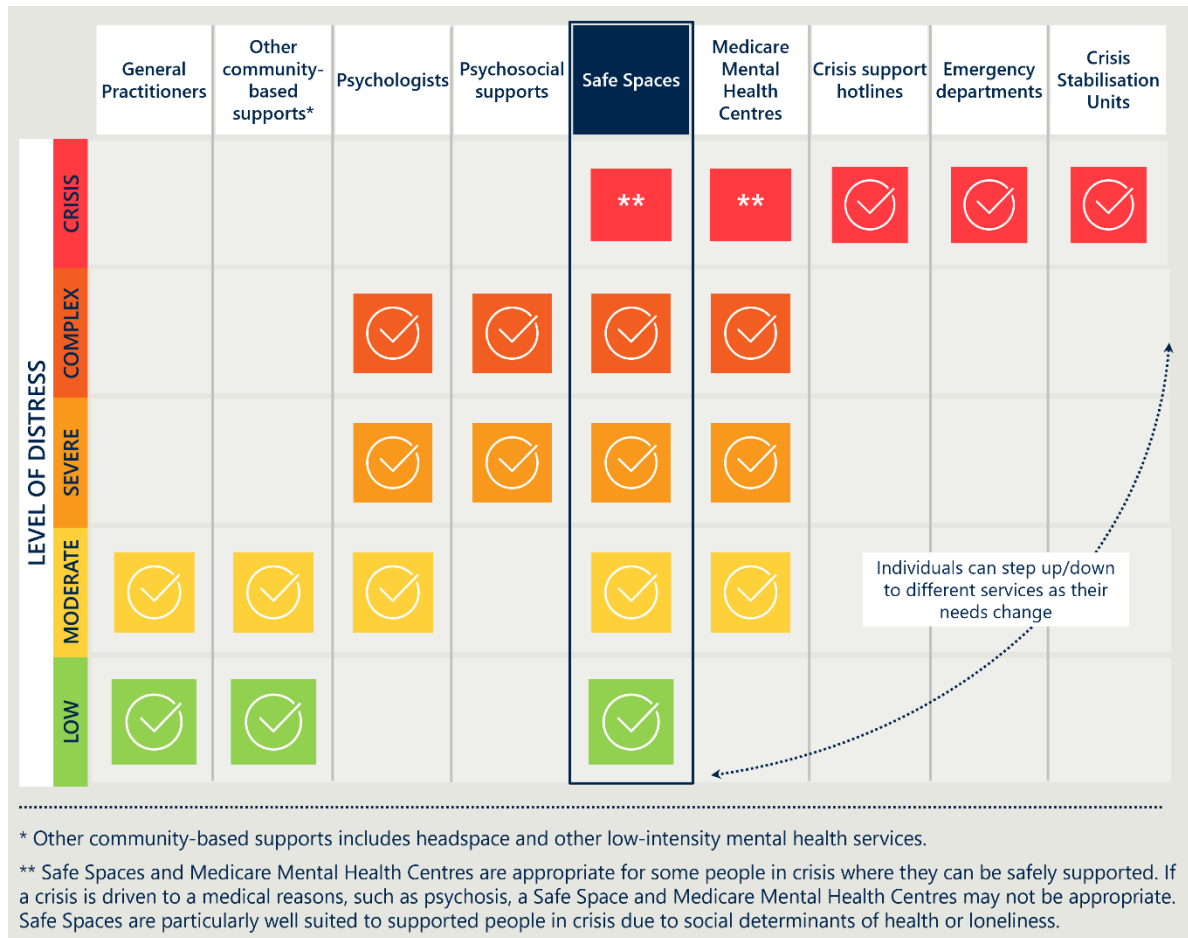 General
Practitioners
Other
community-
based
supports*
Psychologists
Psychosocial
supports
Safe Spaces
Medicare
Mental
Health
Centres
Crisis support
hotlines
Emergency
departments
Crisis
Stabilisation
Units
LEVEL OF DISTRESS
CRISIS
**
**
COMPLEX
SEVERE
MODERATE
Individuals can step up/down
to different services as their
needs change
LOW
* Other community-based supports includes headspace and other low-intensity mental health services.
** Safe Spaces and Medicare Mental Health Centres are appropriate for some people in crisis where they can be safely supported. If
a crisis is driven to a medical reasons, such as psychosis, a Safe Space and Medicare Mental Health Centres may not be appropriate.
Safe Spaces are particularly well suited to supported people in crisis due to social determinants of health or loneliness.